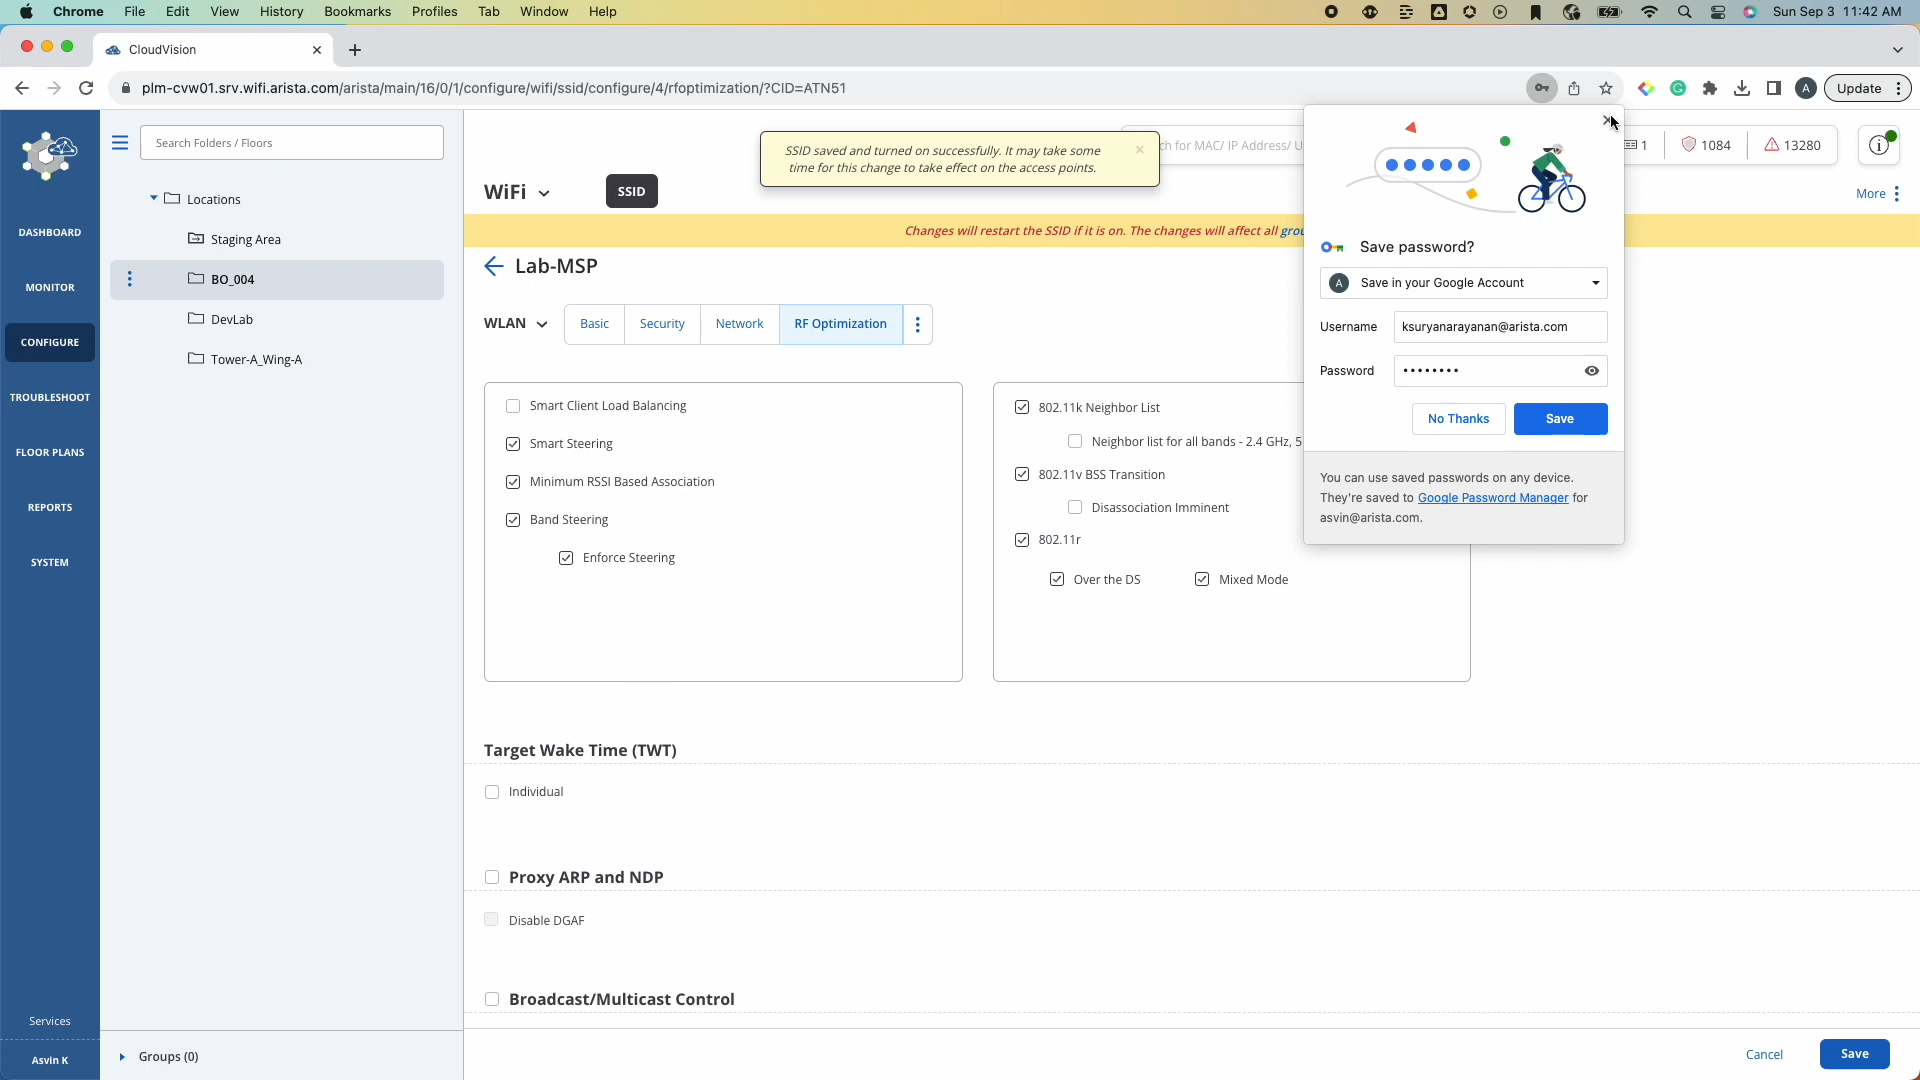 Chrome File Edit View History Bookmarks Profiles Tab Window Help Sun Sep 3 11:42 AM
CloudVision
plm-cvw01.srv.wifi.arista.com/arista/main/16/0/1/configure/wifi/ssid/configure/4/rfoptimization/?CID=ATN51
A
Update
DASHBOARD
MONITOR
CONFIGURE
TROUBLESHOOT
FLOOR PLANS
REPORTS
SYSTEM
Services
Asvin K
Search Folders / Floors
Locations
Staging Area
BO_004
DevLab
Tower-A_Wing-A
Groups (0)
SSID saved and turned on successfully. It may take some
time for this change to take effect on the access points.
ch for MAC/ IP Address/ U
1
1084
13280
WiFi
SSID
More
Changes will restart the SSID if it is on. The changes will affect all grou
Lab-MSP
WLAN
Basic
Security
Network
RF Optimization
Smart Client Load Balancing
Smart Steering
Minimum RSSI Based Association
Band Steering
Enforce Steering
802.11k Neighbor List
Neighbor list for all bands - 2.4 GHz, 5
802.11v BSS Transition
Disassociation Imminent
802.11r
Over the DS
Mixed Mode
Target Wake Time (TWT)
Individual
Proxy ARP and NDP
Disable DGAF
Broadcast/Multicast Control
Cancel
Save
Save password?
A Save in your Google Account
Username ksuryanarayanan@arista.com
Password ••••••••
No Thanks
Save
You can use saved passwords on any device.
They're saved to Google Password Manager for
asvin@arista.com.